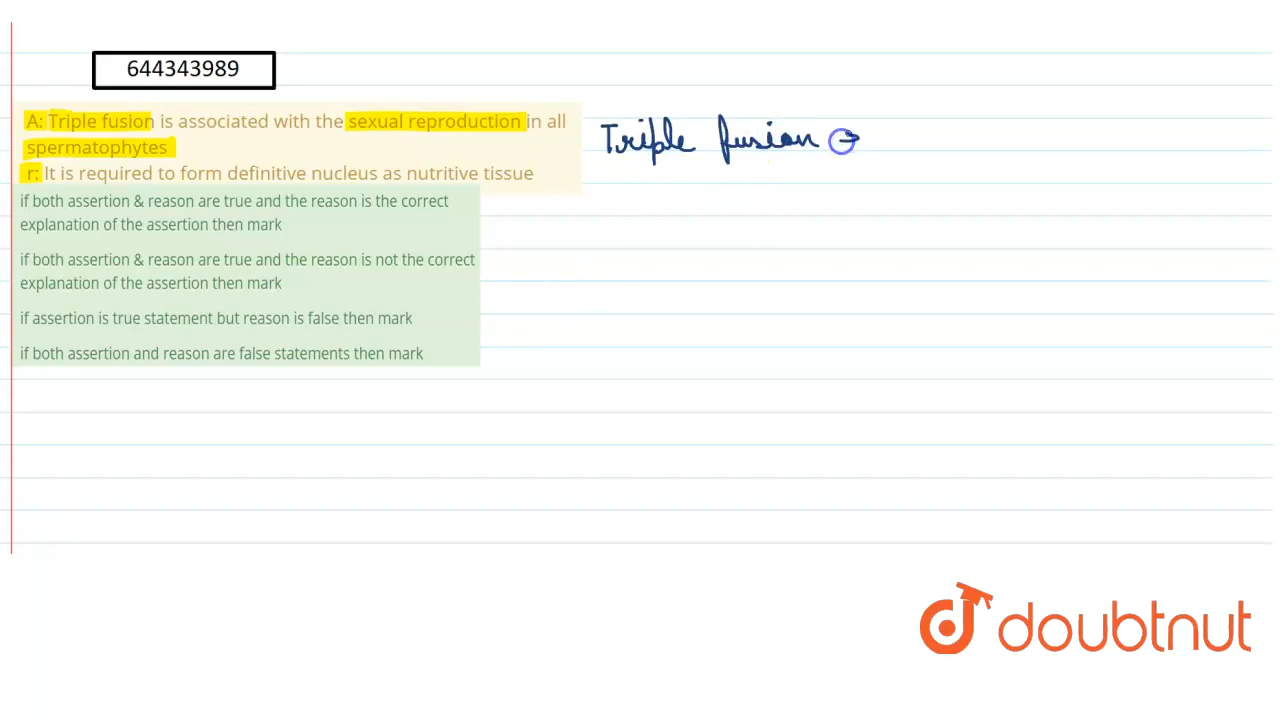 644343989
A: Triple fusion is associated with the sexual reproduction in all
spermatophytes
r: It is required to form definitive nucleus as nutritive tissue
Triple fusion →
if both assertion & reason are true and the reason is the correct
explanation of the assertion then mark
if both assertion & reason are true and the reason is not the correct
explanation of the assertion then mark
if assertion is true statement but reason is false then mark
if both assertion and reason are false statements then mark
doubtnut